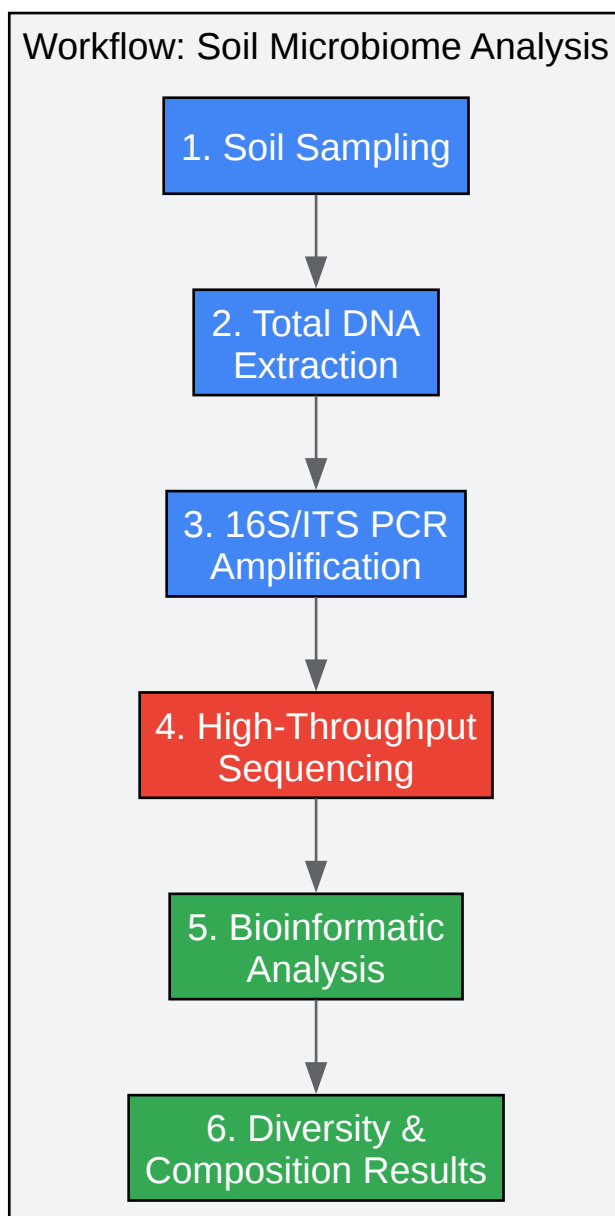 Workflow: Soil Microbiome Analysis
1. Soil Sampling
2. Total DNA
Extraction
3. 16S/ITS PCR
Amplification
4. High-Throughput
Sequencing
5. Bioinformatic
Analysis
6. Diversity &
Composition Results